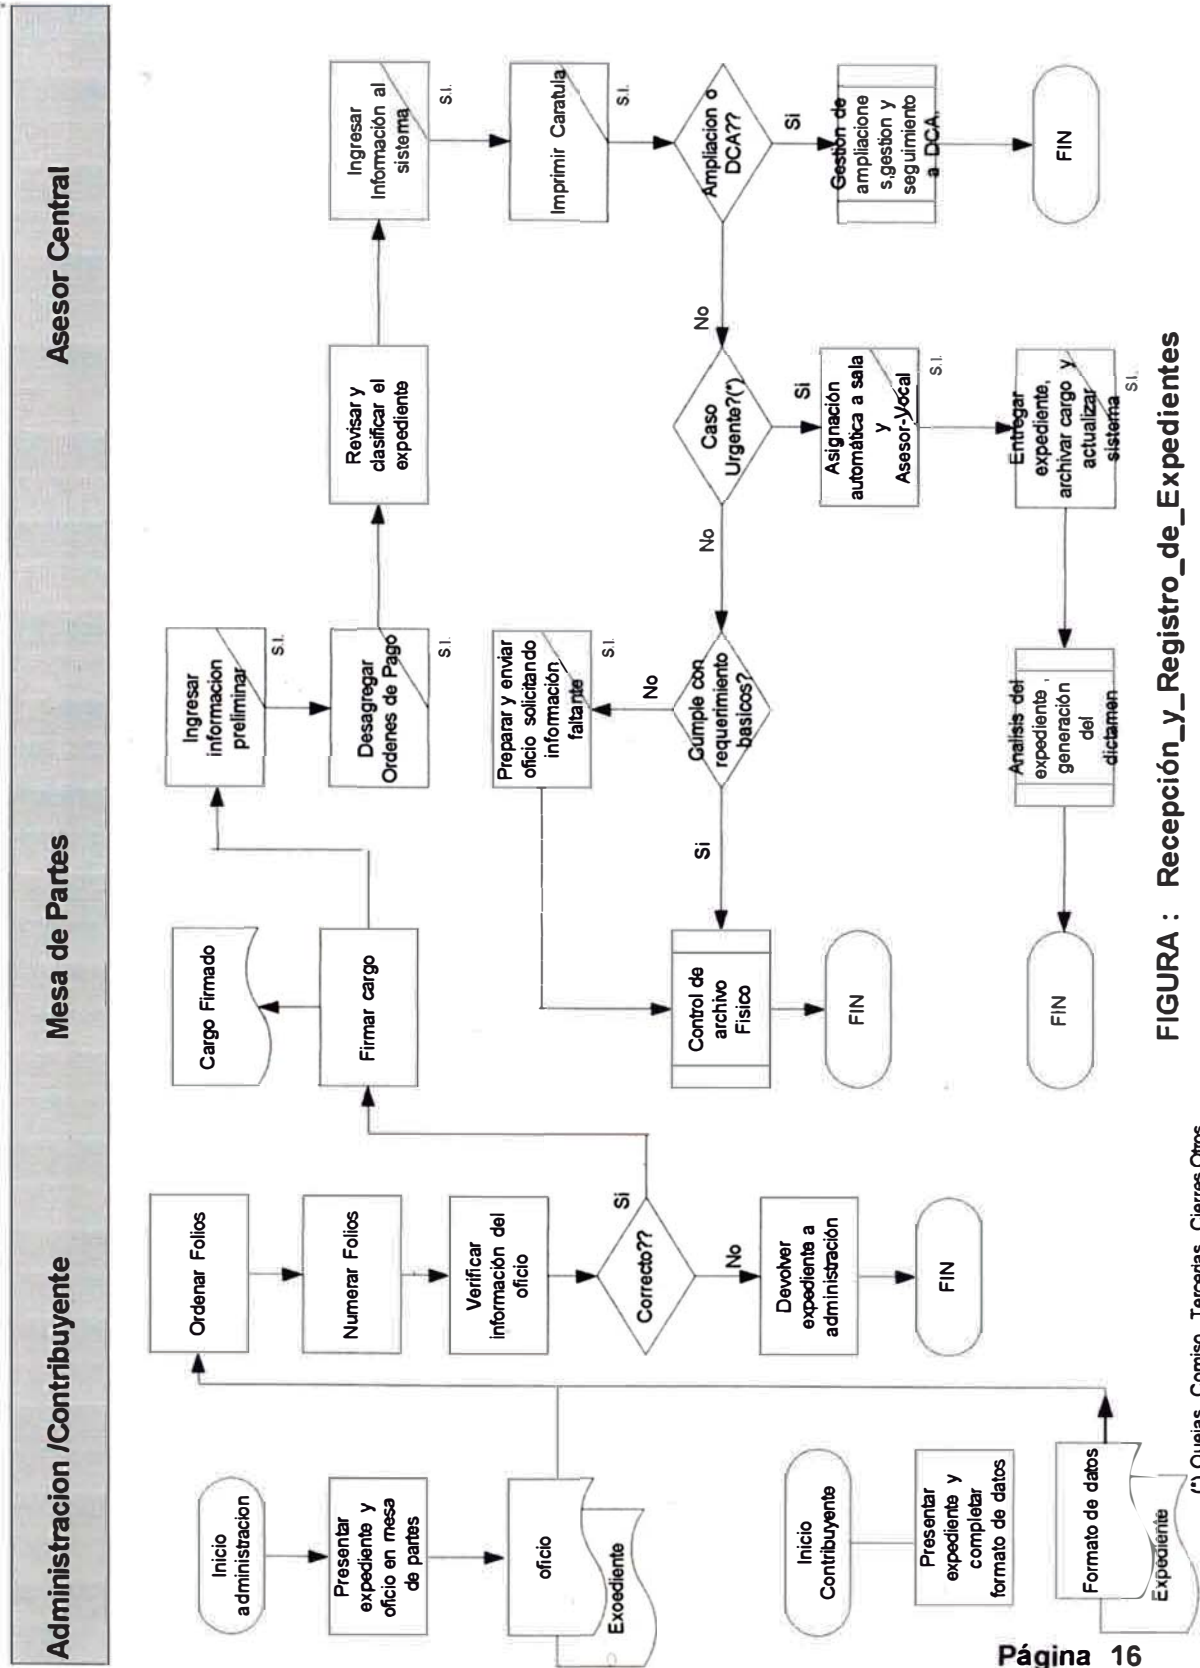 Administracion /Contribuyente
Mesa de Partes
Asesor Central
Inicio
administracion
Presentar
expediente y
oficio en mesa
de partes
oficio
Exoediente
Inicio
Contribuyente
Presentar
expediente y
completar
formato de datos
Formato de datos
Expediente
Ordenar Folios
Numerar Folios
Verificar
información del
oficio
Correcto??
Si
No
Devolver
expediente a
administración
FIN
Cargo Firmado
Firmar cargo
Ingresar
informacion
preliminar
S.I.
Desagregar
Ordenes de Pago
S.I.
Revisar y
clasificar el
expediente
Ingresar
Información al
sistema
S.I.
Imprimir Caratula
S.I.
Ampliacion o
DCA??
Si
No
Gestion de
ampliacione
s,gestion y
seguimiento
a DCA.
FIN
Caso
Urgente?(*)
Si
No
Asignación
automática a sala
y
Asesor-Vocal
S.I.
Entregar
expediente,
archivar cargo y
actualizar
sistema
S.I.
Analisis del
expediente ,
generación
del
dictamen
FIN
Cumple con
requerimiento
basicos?
No
Si
Preparar y enviar
oficio solicitando
información
faltante
S.I.
Control de
archivo
Fisico
FIN
FIGURA : Recepción_y_Registro_de_Expedientes
(*) Quejas, Comiso, Tercerias, Cierres Otros
Página 16